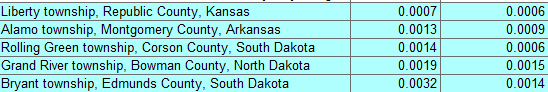 Liberty township, Republic County, Kansas 0.0007 0.0006
Alamo township, Montgomery County, Arkansas 0.0013 0.0009
Rolling Green township, Corson County, South Dakota 0.0014 0.0006
Grand River township, Bowman County, North Dakota 0.0019 0.0015
Bryant township, Edmunds County, South Dakota 0.0032 0.0014